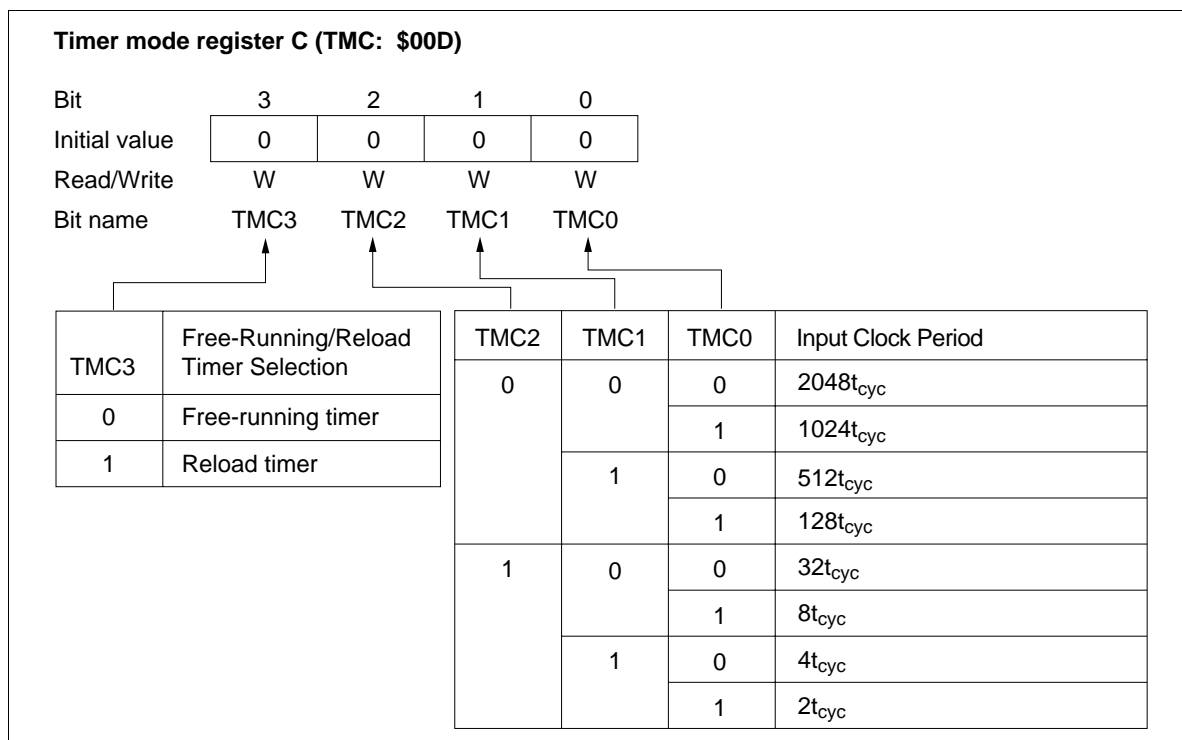 Timer mode register C (TMC: $00D)
Bit 3 2 1 0
Initial value 0 0 0 0
Read/Write W W W W
Bit name TMC3 TMC2 TMC1 TMC0
TMC3 Free-Running/Reload Timer Selection
0 Free-running timer
1 Reload timer
TMC2 TMC1 TMC0 Input Clock Period
0 0 0 2048tcyc
1 1024tcyc
1 0 512tcyc
1 128tcyc
1 0 0 32tcyc
1 8tcyc
1 0 4tcyc
1 2tcyc